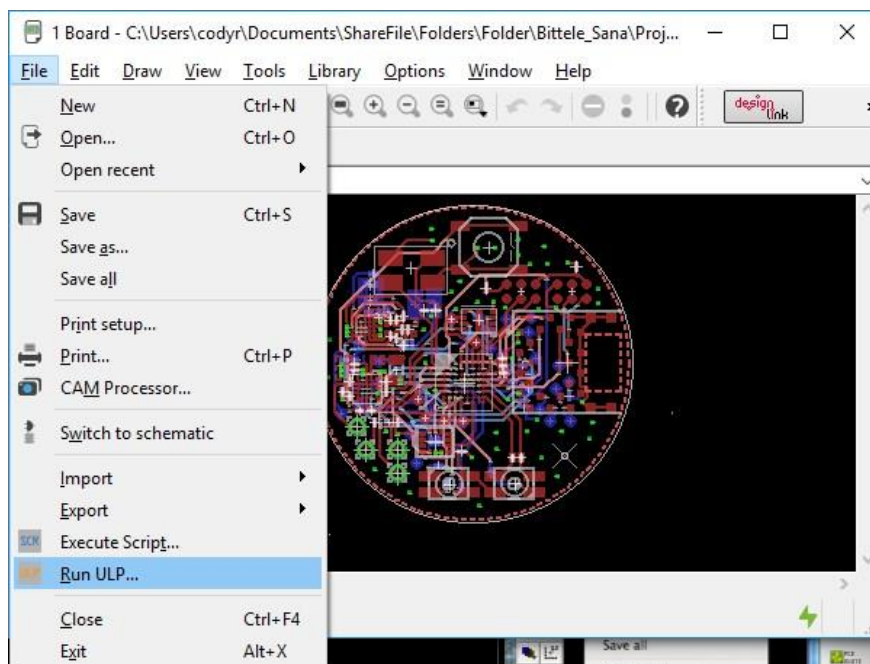 1 Board - C:\Users\codyr\Documents\ShareFile\Folders\Folder\Bittele_Sana\Proj...
File Edit Draw View Tools Library Options Window Help
design link
New Ctrl+N
Open... Ctrl+O
Open recent
Save Ctrl+S
Save as...
Save all
Print setup...
Print... Ctrl+P
CAM Processor...
Switch to schematic
Import
Export
SCR Execute Script...
Run ULP...
Close Ctrl+F4
Exit Alt+X
Save all